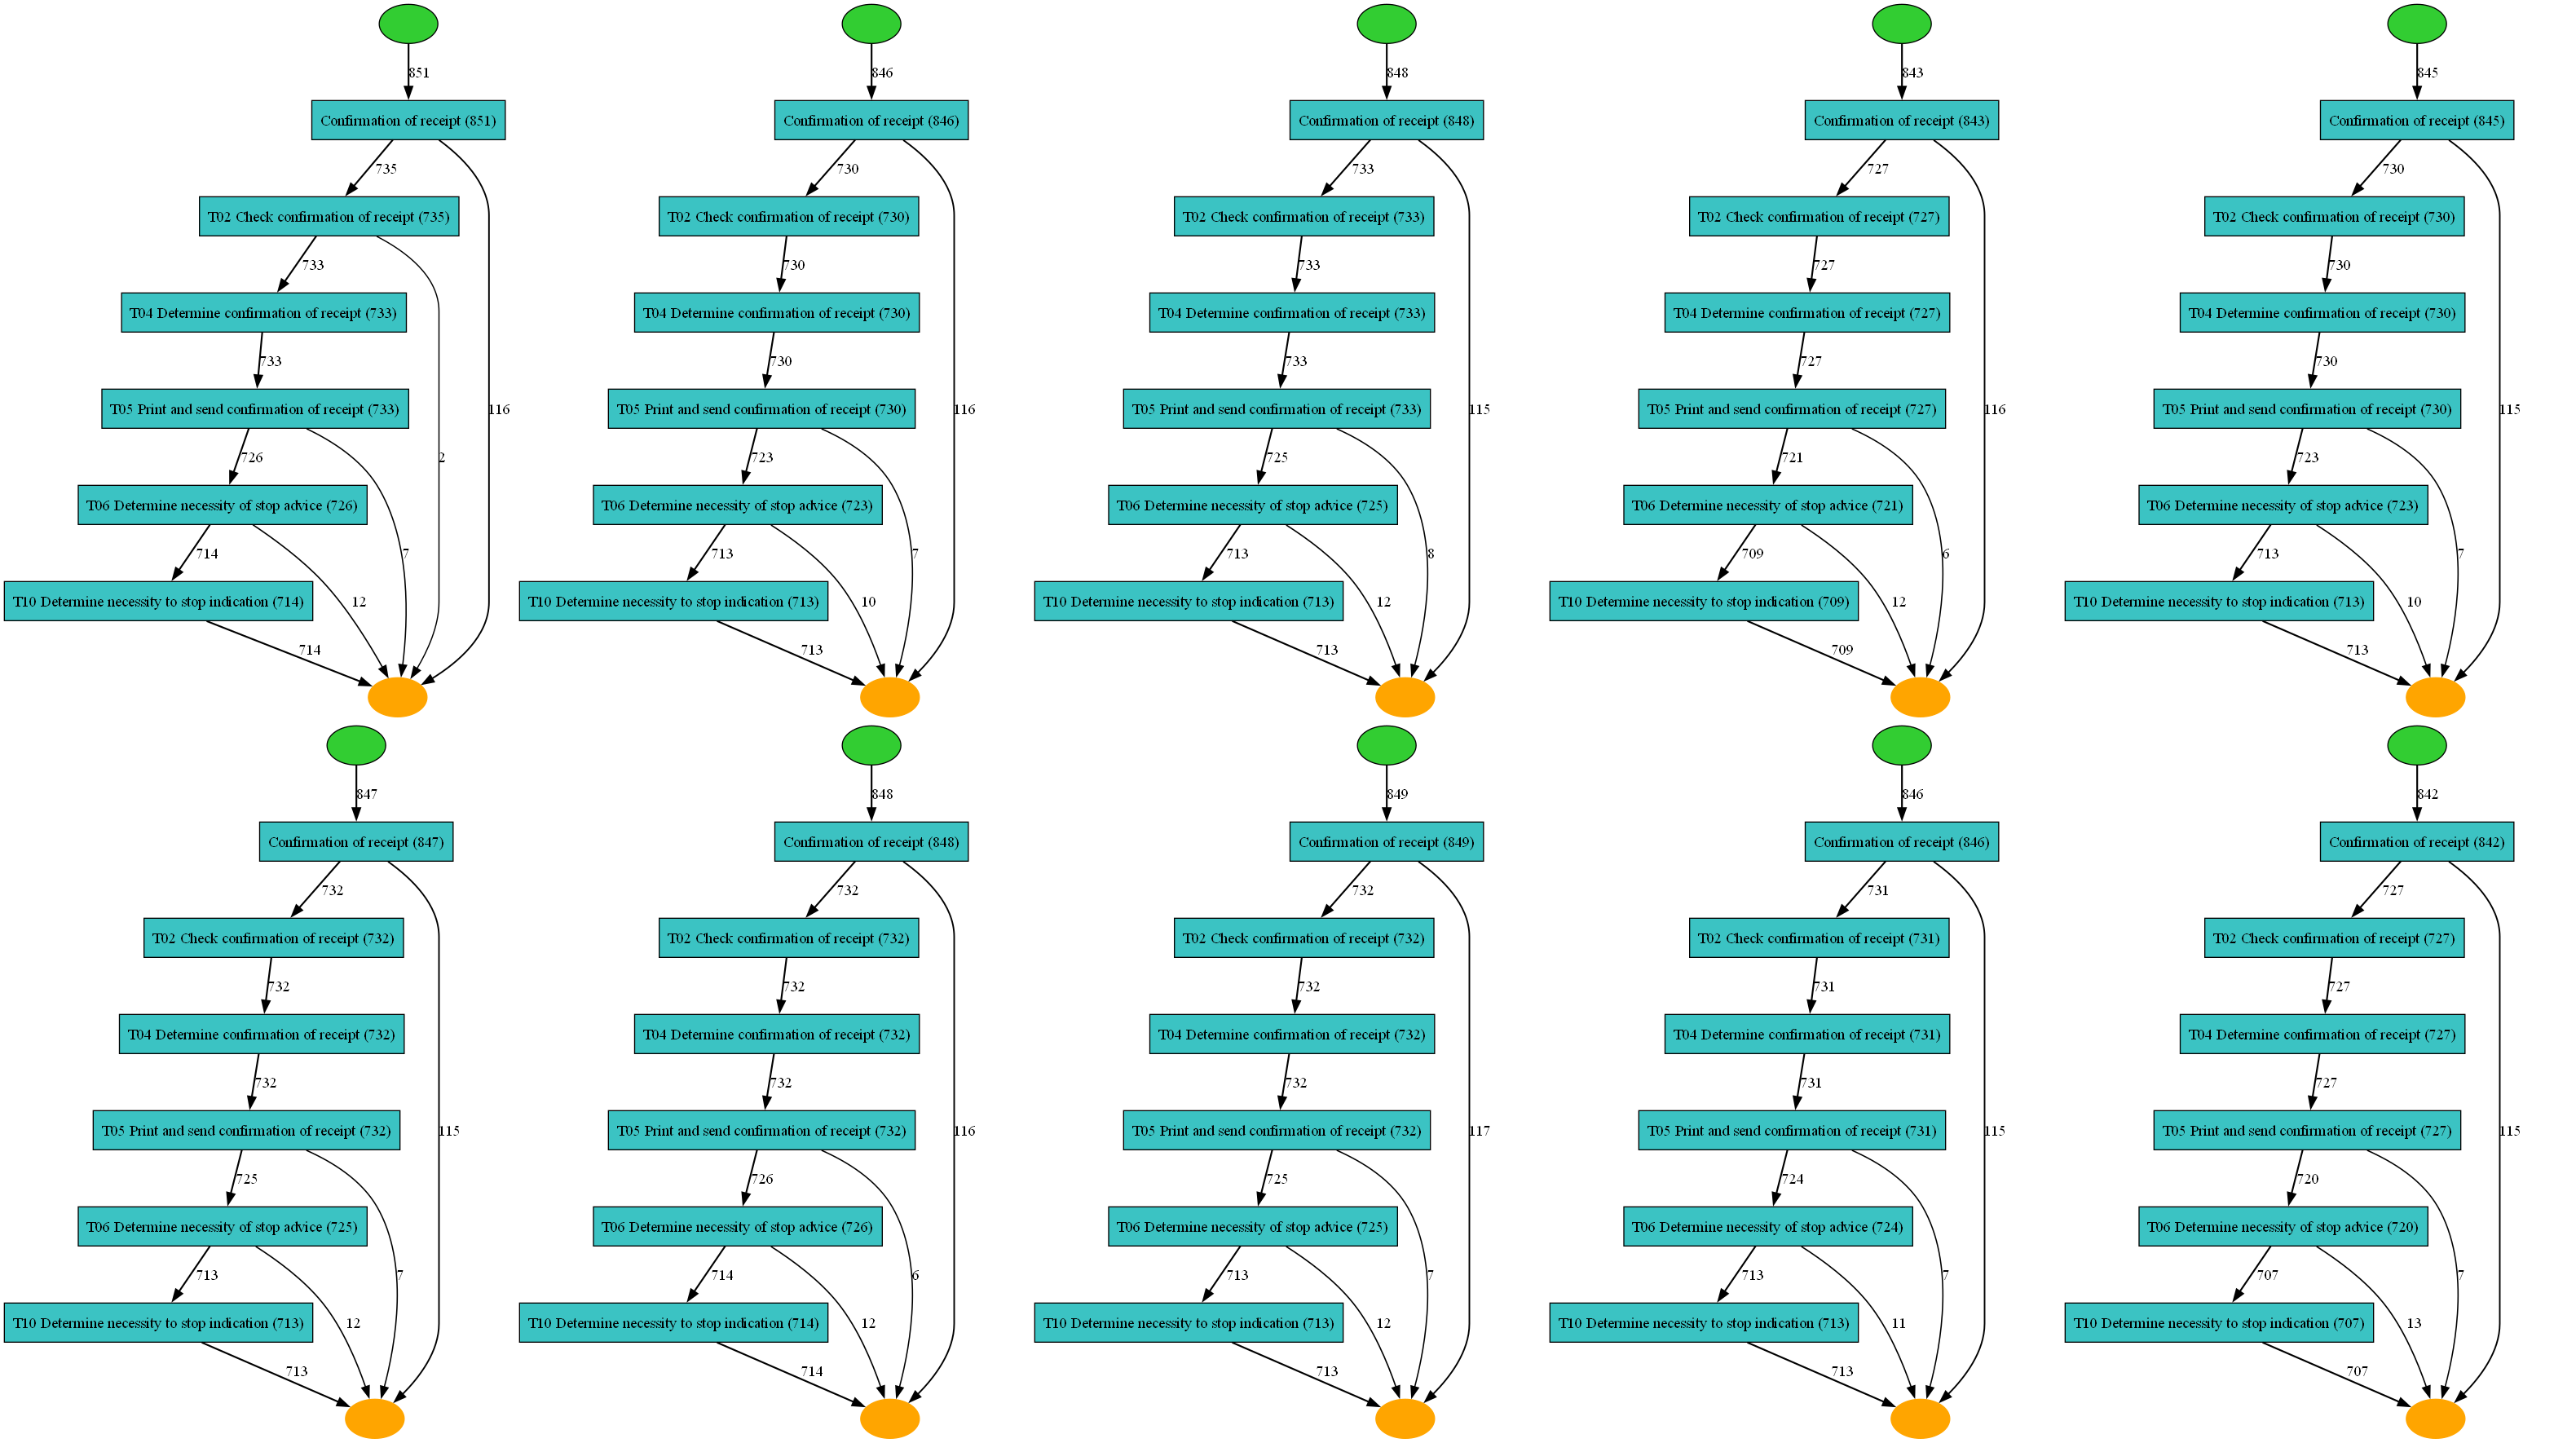 851
Confirmation of receipt (851)
735
T02 Check confirmation of receipt (735)
733
T04 Determine confirmation of receipt (733)
733
T05 Print and send confirmation of receipt (733)
116
726
2
T06 Determine necessity of stop advice (726)
714
7
T10 Determine necessity to stop indication (714)
12
714
846
Confirmation of receipt (846)
730
T02 Check confirmation of receipt (730)
730
T04 Determine confirmation of receipt (730)
730
T05 Print and send confirmation of receipt (730)
116
723
T06 Determine necessity of stop advice (723)
713
7
T10 Determine necessity to stop indication (713)
10
713
848
Confirmation of receipt (848)
733
T02 Check confirmation of receipt (733)
733
T04 Determine confirmation of receipt (733)
733
T05 Print and send confirmation of receipt (733)
115
725
T06 Determine necessity of stop advice (725)
713
8
T10 Determine necessity to stop indication (713)
12
713
843
Confirmation of receipt (843)
727
T02 Check confirmation of receipt (727)
727
T04 Determine confirmation of receipt (727)
727
T05 Print and send confirmation of receipt (727)
116
721
T06 Determine necessity of stop advice (721)
709
6
T10 Determine necessity to stop indication (709)
12
709
845
Confirmation of receipt (845)
730
T02 Check confirmation of receipt (730)
730
T04 Determine confirmation of receipt (730)
730
T05 Print and send confirmation of receipt (730)
115
723
T06 Determine necessity of stop advice (723)
713
7
T10 Determine necessity to stop indication (713)
10
713
847
Confirmation of receipt (847)
732
T02 Check confirmation of receipt (732)
732
T04 Determine confirmation of receipt (732)
732
T05 Print and send confirmation of receipt (732)
115
725
T06 Determine necessity of stop advice (725)
713
7
T10 Determine necessity to stop indication (713)
12
713
848
Confirmation of receipt (848)
732
T02 Check confirmation of receipt (732)
732
T04 Determine confirmation of receipt (732)
732
T05 Print and send confirmation of receipt (732)
116
726
T06 Determine necessity of stop advice (726)
714
6
T10 Determine necessity to stop indication (714)
12
714
849
Confirmation of receipt (849)
732
T02 Check confirmation of receipt (732)
732
T04 Determine confirmation of receipt (732)
732
T05 Print and send confirmation of receipt (732)
117
725
T06 Determine necessity of stop advice (725)
713
7
T10 Determine necessity to stop indication (713)
12
713
846
Confirmation of receipt (846)
731
T02 Check confirmation of receipt (731)
731
T04 Determine confirmation of receipt (731)
731
T05 Print and send confirmation of receipt (731)
115
724
T06 Determine necessity of stop advice (724)
713
7
T10 Determine necessity to stop indication (713)
11
713
842
Confirmation of receipt (842)
727
T02 Check confirmation of receipt (727)
727
T04 Determine confirmation of receipt (727)
727
T05 Print and send confirmation of receipt (727)
115
720
T06 Determine necessity of stop advice (720)
707
7
T10 Determine necessity to stop indication (707)
13
707